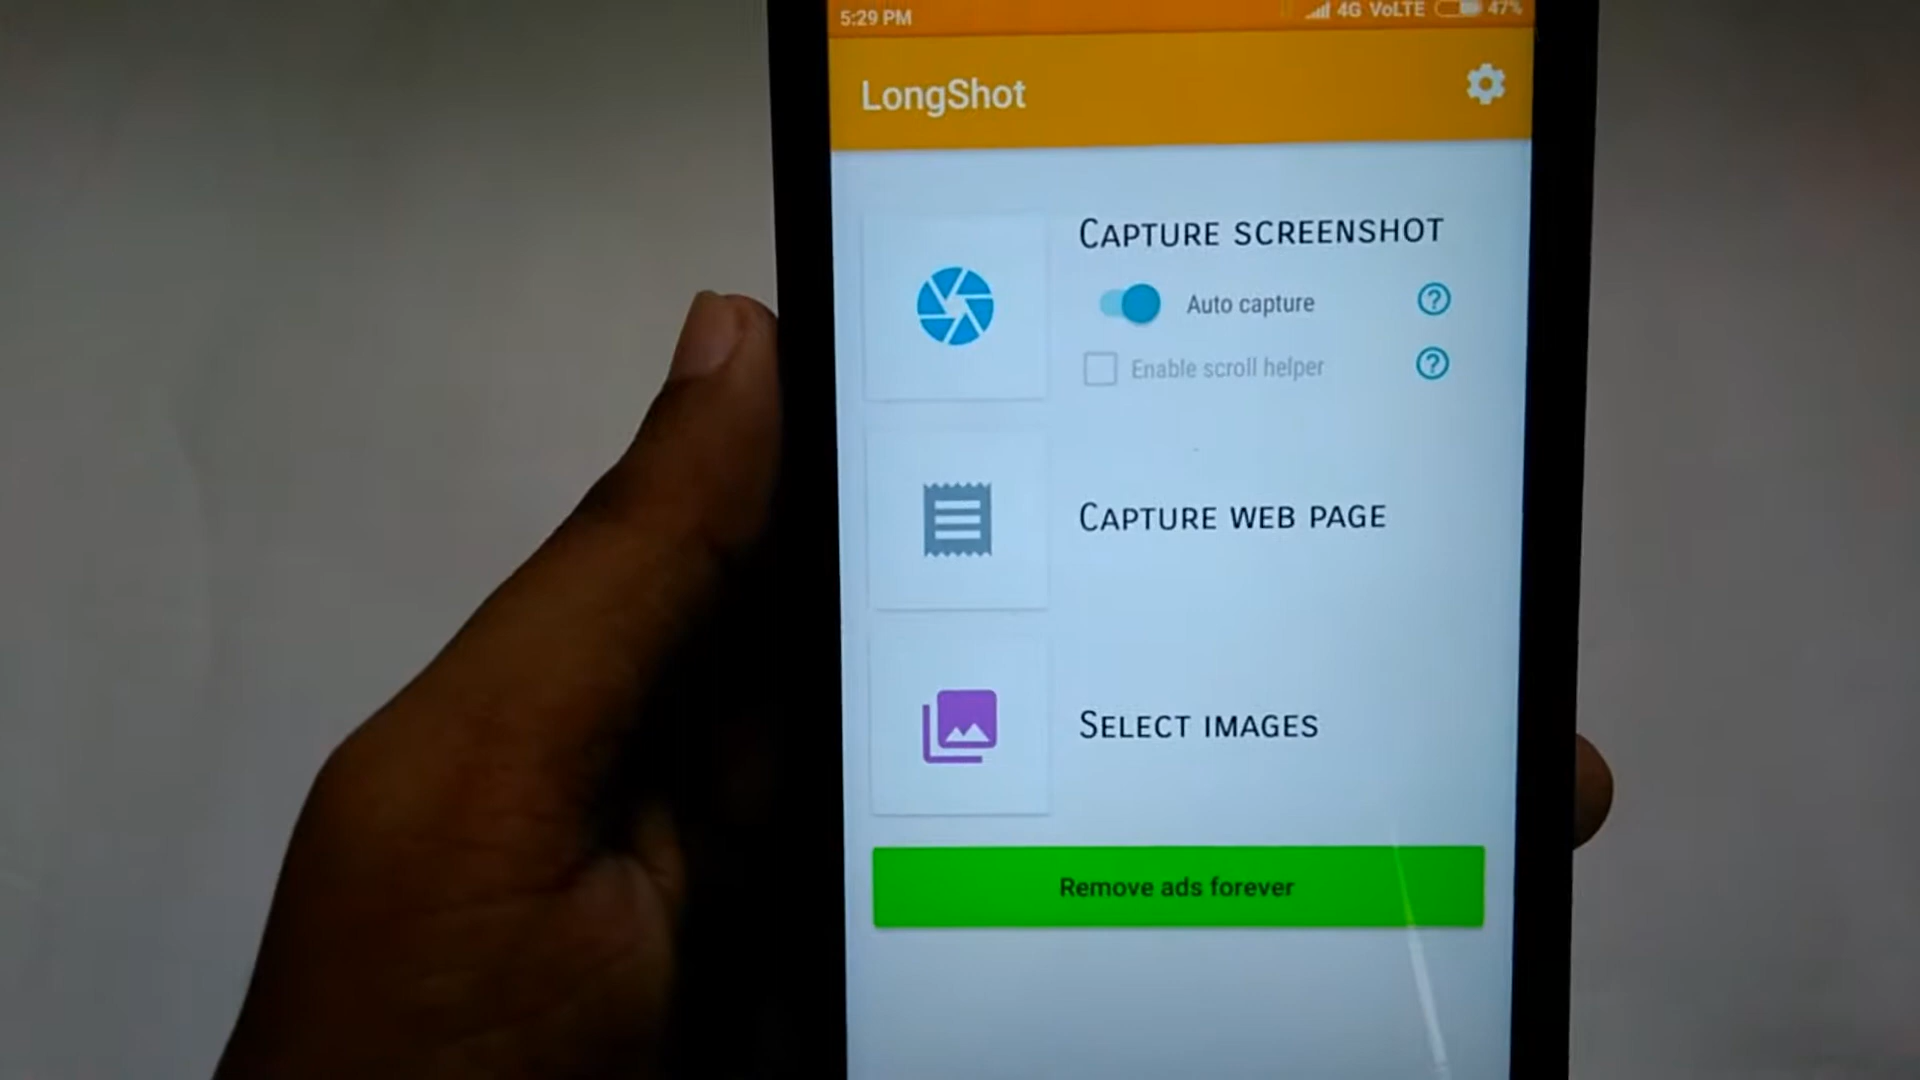 5:29 PM 4G VoLTE 47%
LongShot
Capture screenshot
Auto capture
Enable scroll helper
Capture web page
Select images
Remove ads forever